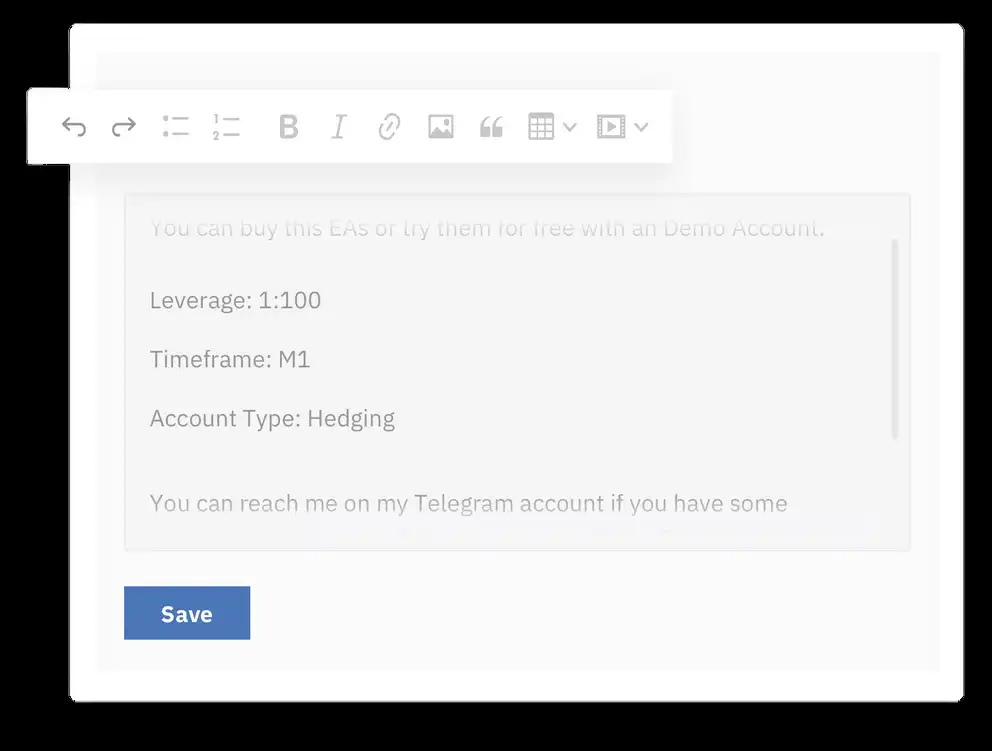 You can buy this EAs or try them for free with an Demo Account.
Leverage: 1:100
Timeframe: M1
Account Type: Hedging
You can reach me on my Telegram account if you have some
Save